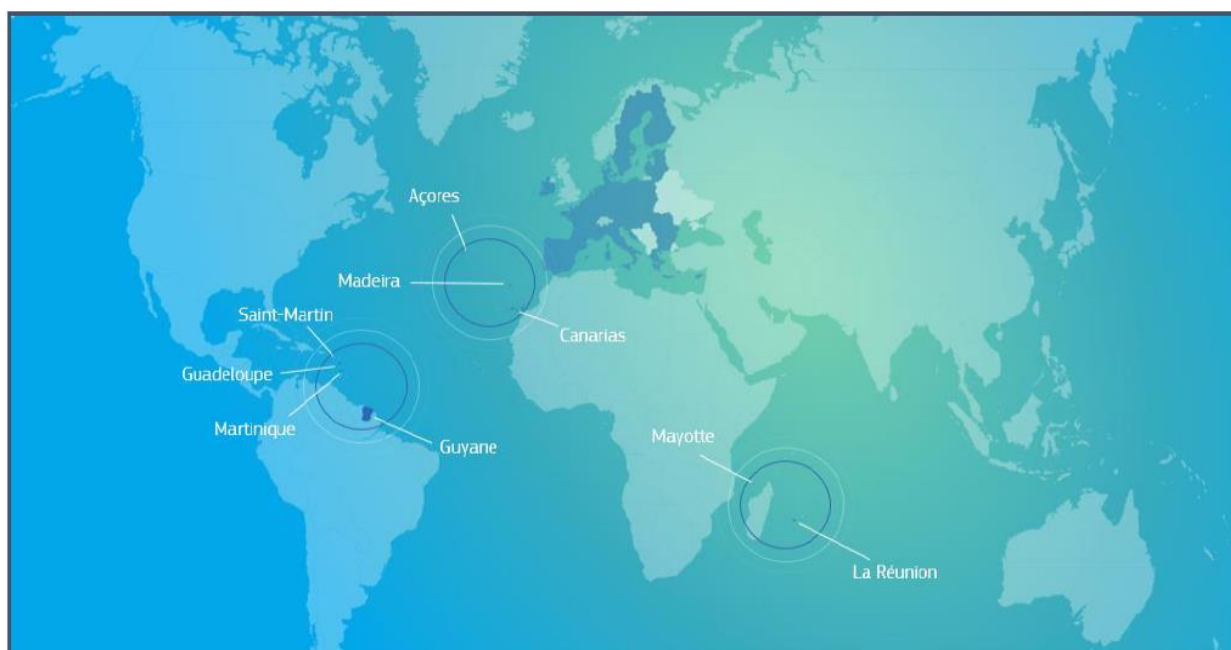 Açores
Madeira
Saint-Martin
Canarias
Guadeloupe
Martinique
Guyane
Mayotte
La Réunion